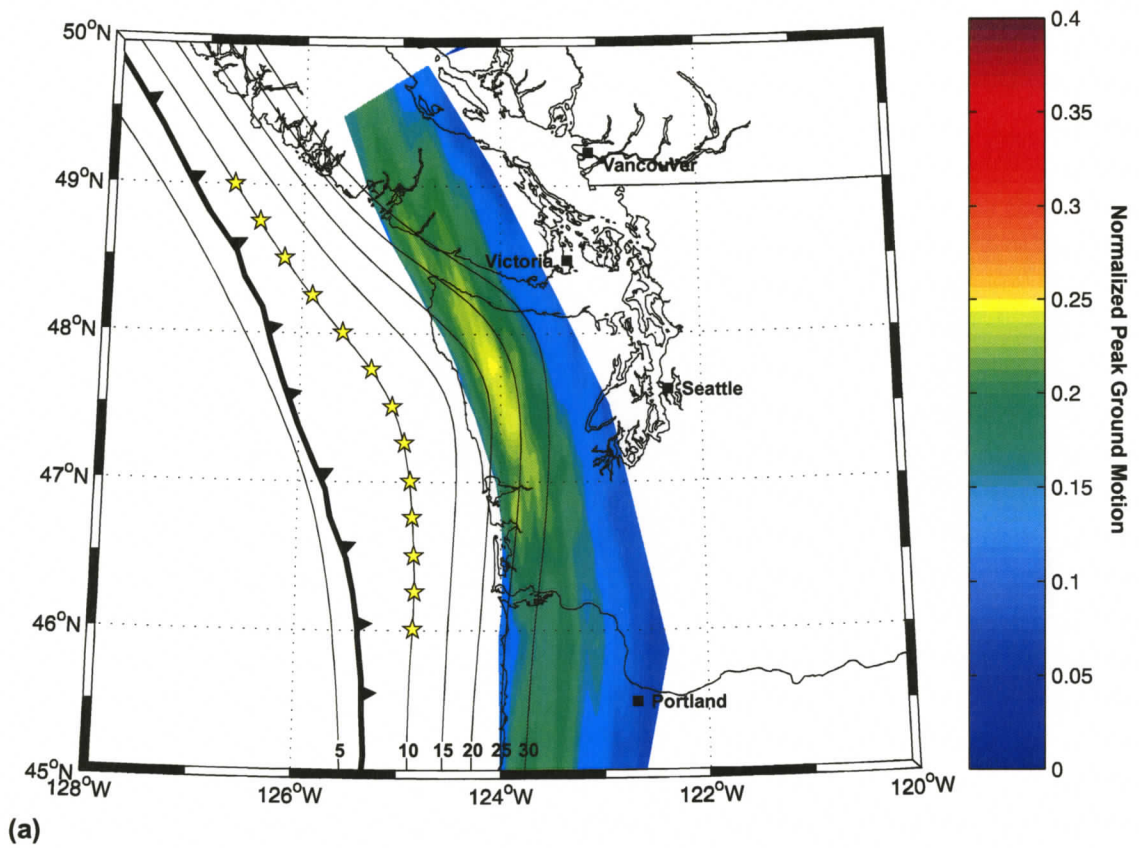 50°N
49°N
48°N
47°N
46°N
45°N
128°W
126°W
124°W
122°W
120°W
Vancouver
Victoria
Seattle
Portland
5 10 15 20 25 30
0.4
0.35
0.3
0.25
0.2
0.15
0.1
0.05
0
Normalized Peak Ground Motion
(a)